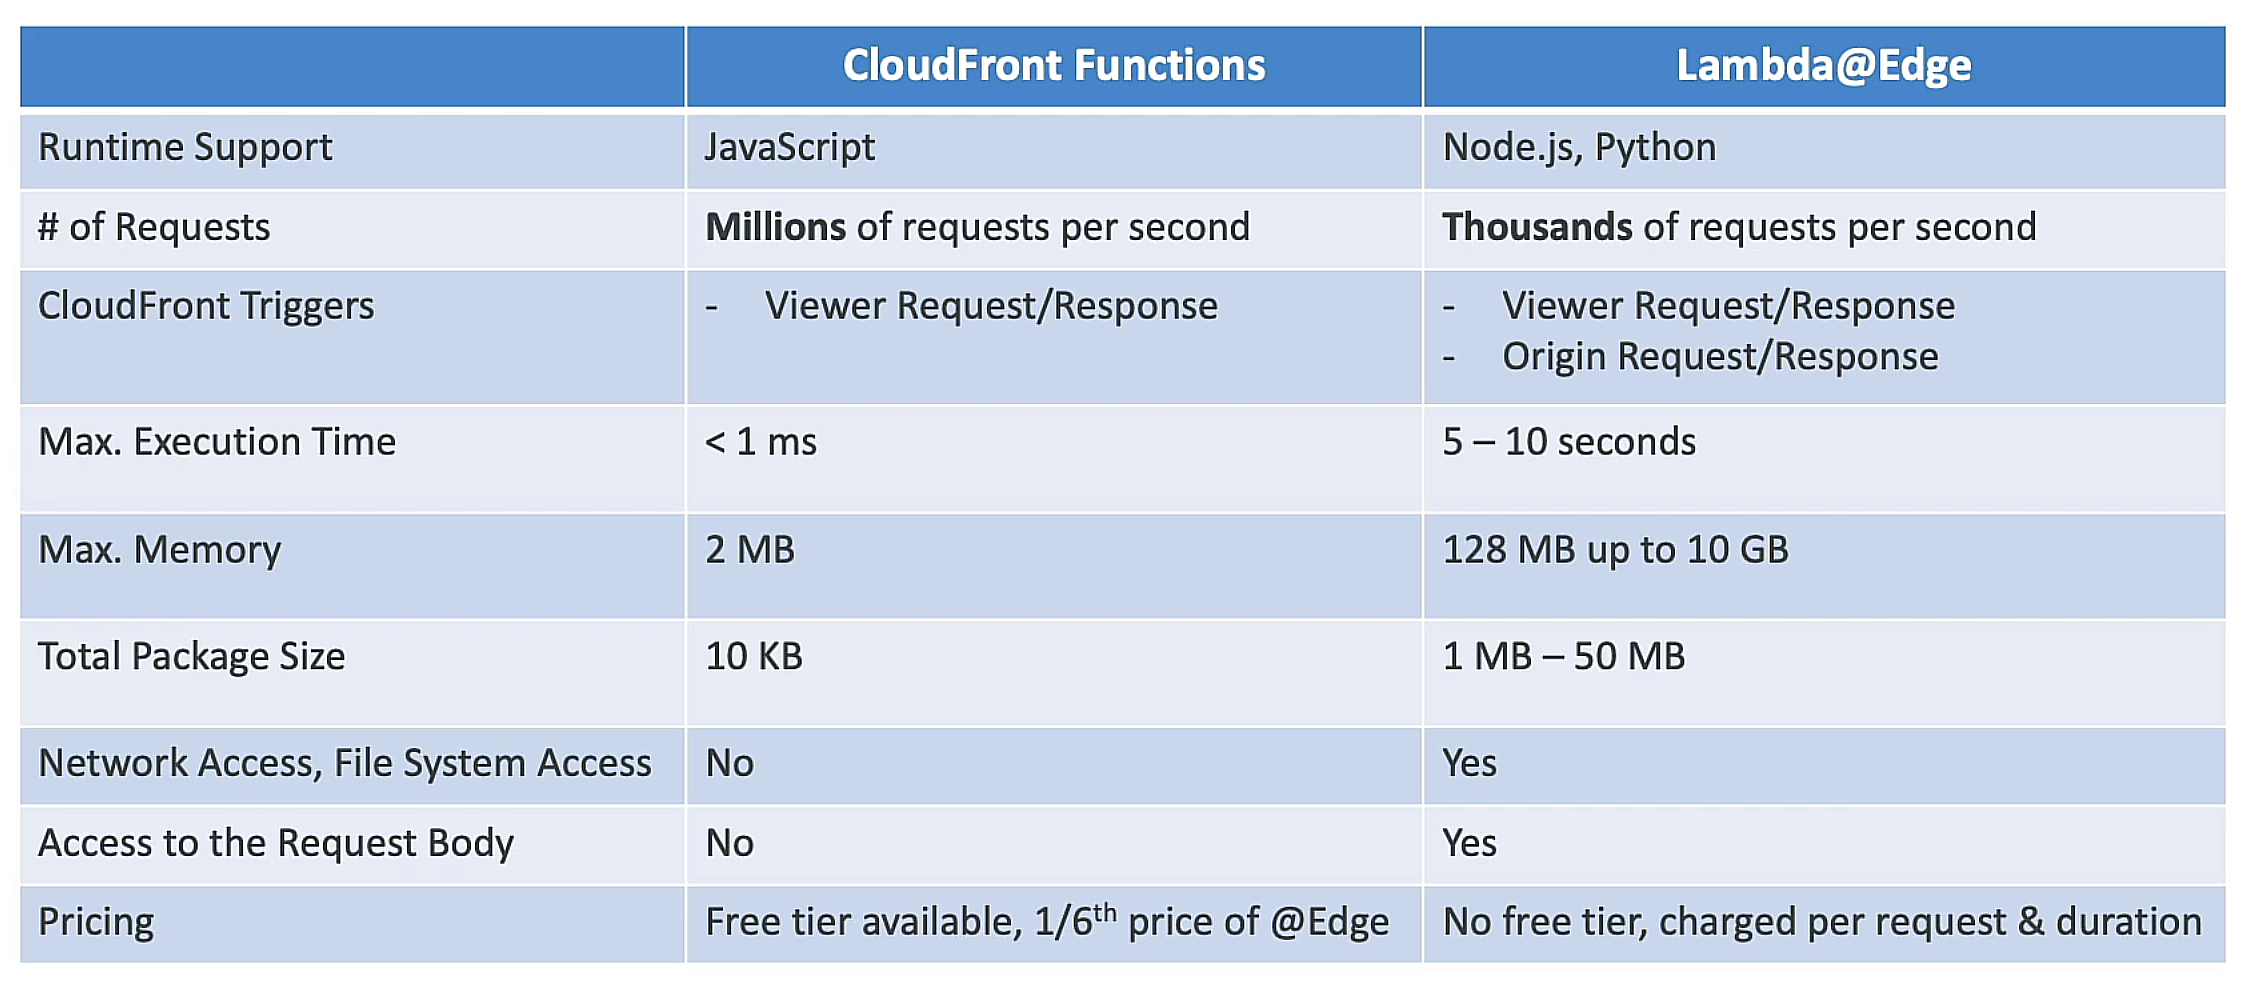 CloudFront Functions Lambda@Edge
Runtime Support JavaScript Node.js, Python
# of Requests Millions of requests per second Thousands of requests per second
CloudFront Triggers - Viewer Request/Response - Viewer Request/Response
- Origin Request/Response
Max. Execution Time < 1 ms 5 – 10 seconds
Max. Memory 2 MB 128 MB up to 10 GB
Total Package Size 10 KB 1 MB – 50 MB
Network Access, File System Access No Yes
Access to the Request Body No Yes
Pricing Free tier available, 1/6th price of @Edge No free tier, charged per request & duration